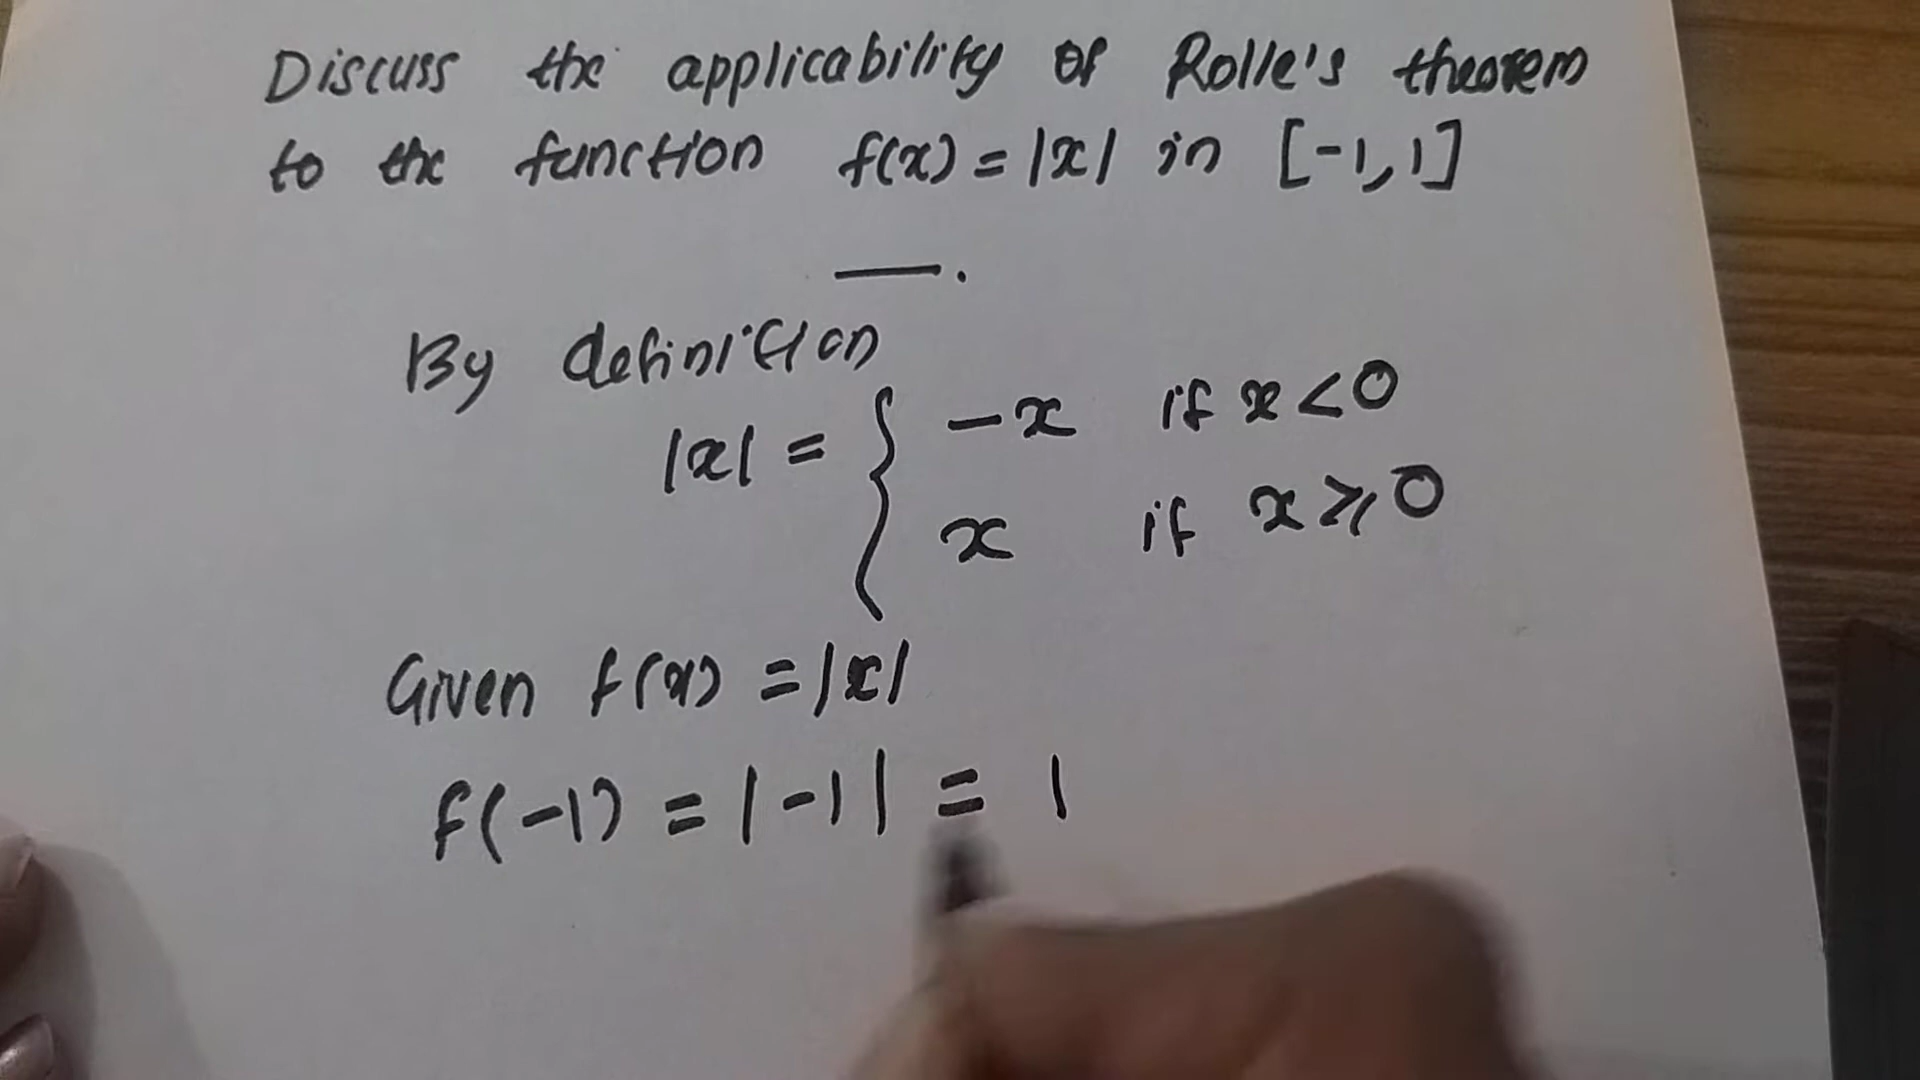 Discuss the applicability of Rolle's theorem
to the function f(x) = |x| in [-1, 1]
By definition
|x| = { -x if x < 0
x if x ≥ 0
Given f(x) = |x|
f(-1) = |-1| = 1